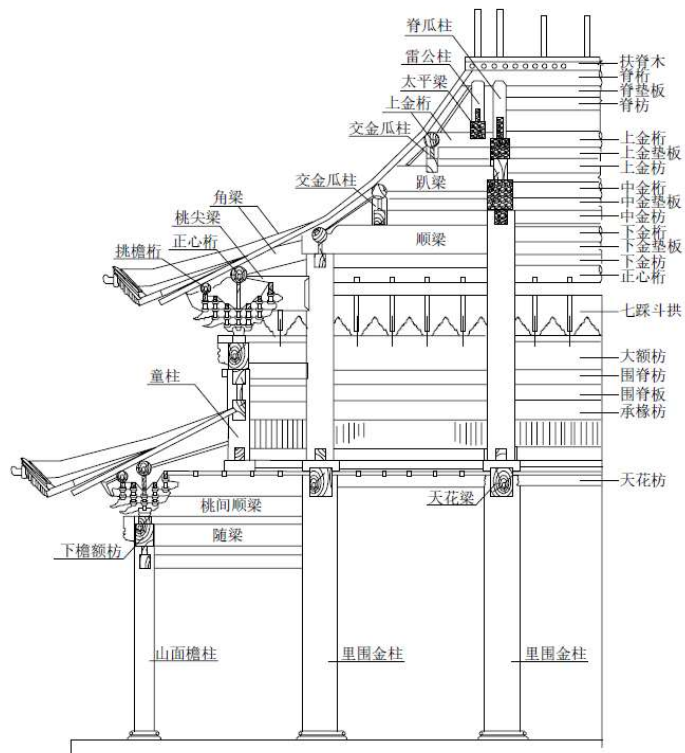 脊瓜柱
雷公柱
太平梁
上金桁
交金瓜柱
交金瓜柱
趴梁
角梁
桃尖梁
正心桁
挑檐桁
顺梁
扶脊木
脊桁
脊垫板
脊枋
上金桁
上金垫板
上金枋
中金桁
中金垫板
中金枋
下金桁
下金垫板
下金枋
正心桁
七踩斗拱
大额枋
围脊枋
围脊板
承椽枋
天花枋
童柱
天花梁
桃间顺梁
随梁
下檐额枋
山面檐柱
里围金柱
里围金柱